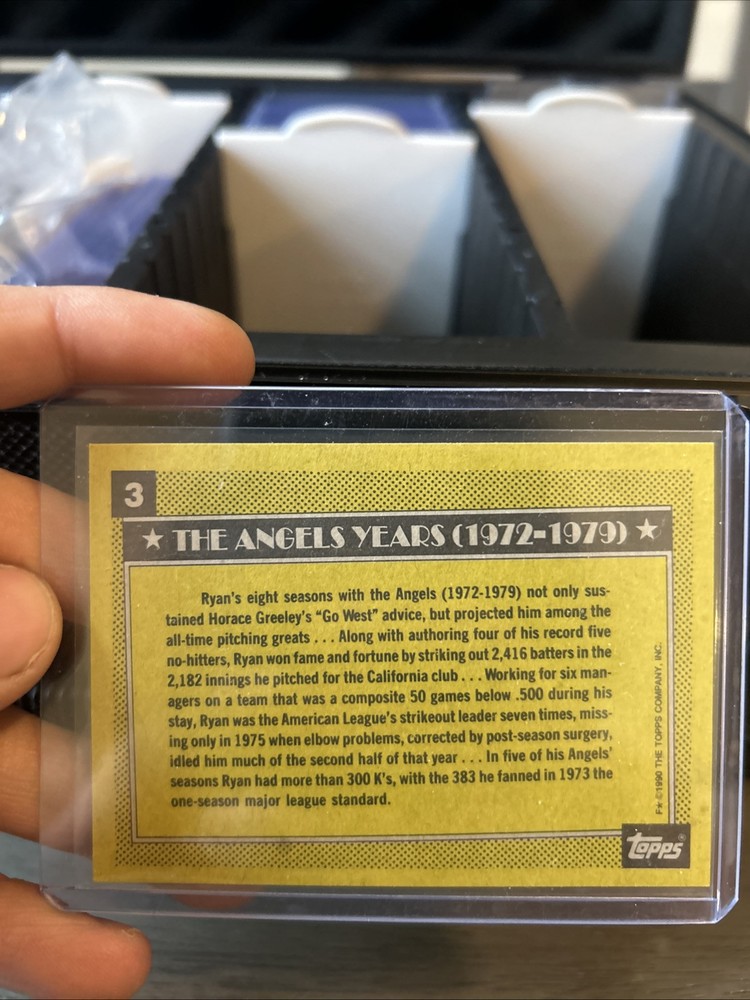 3
★ THE ANGELS YEARS (1972-1979) ★
Ryan's eight seasons with the Angels (1972-1979) not only sus-
tained Horace Greeley's "Go West" advice, but projected him among the
all-time pitching greats . . . Along with authoring four of his record five
no-hitters, Ryan won fame and fortune by striking out 2,416 batters in the
2,182 innings he pitched for the California club . . . Working for six man-
agers on a team that was a composite 50 games below .500 during his
stay, Ryan was the American League's strikeout leader seven times, miss-
ing only in 1975 when elbow problems, corrected by post-season surgery,
idled him much of the second half of that year . . . In five of his Angels'
seasons Ryan had more than 300 K's, with the 383 he fanned in 1973 the
one-season major league standard.
F★ ©1990 THE TOPPS COMPANY, INC.
Topps®